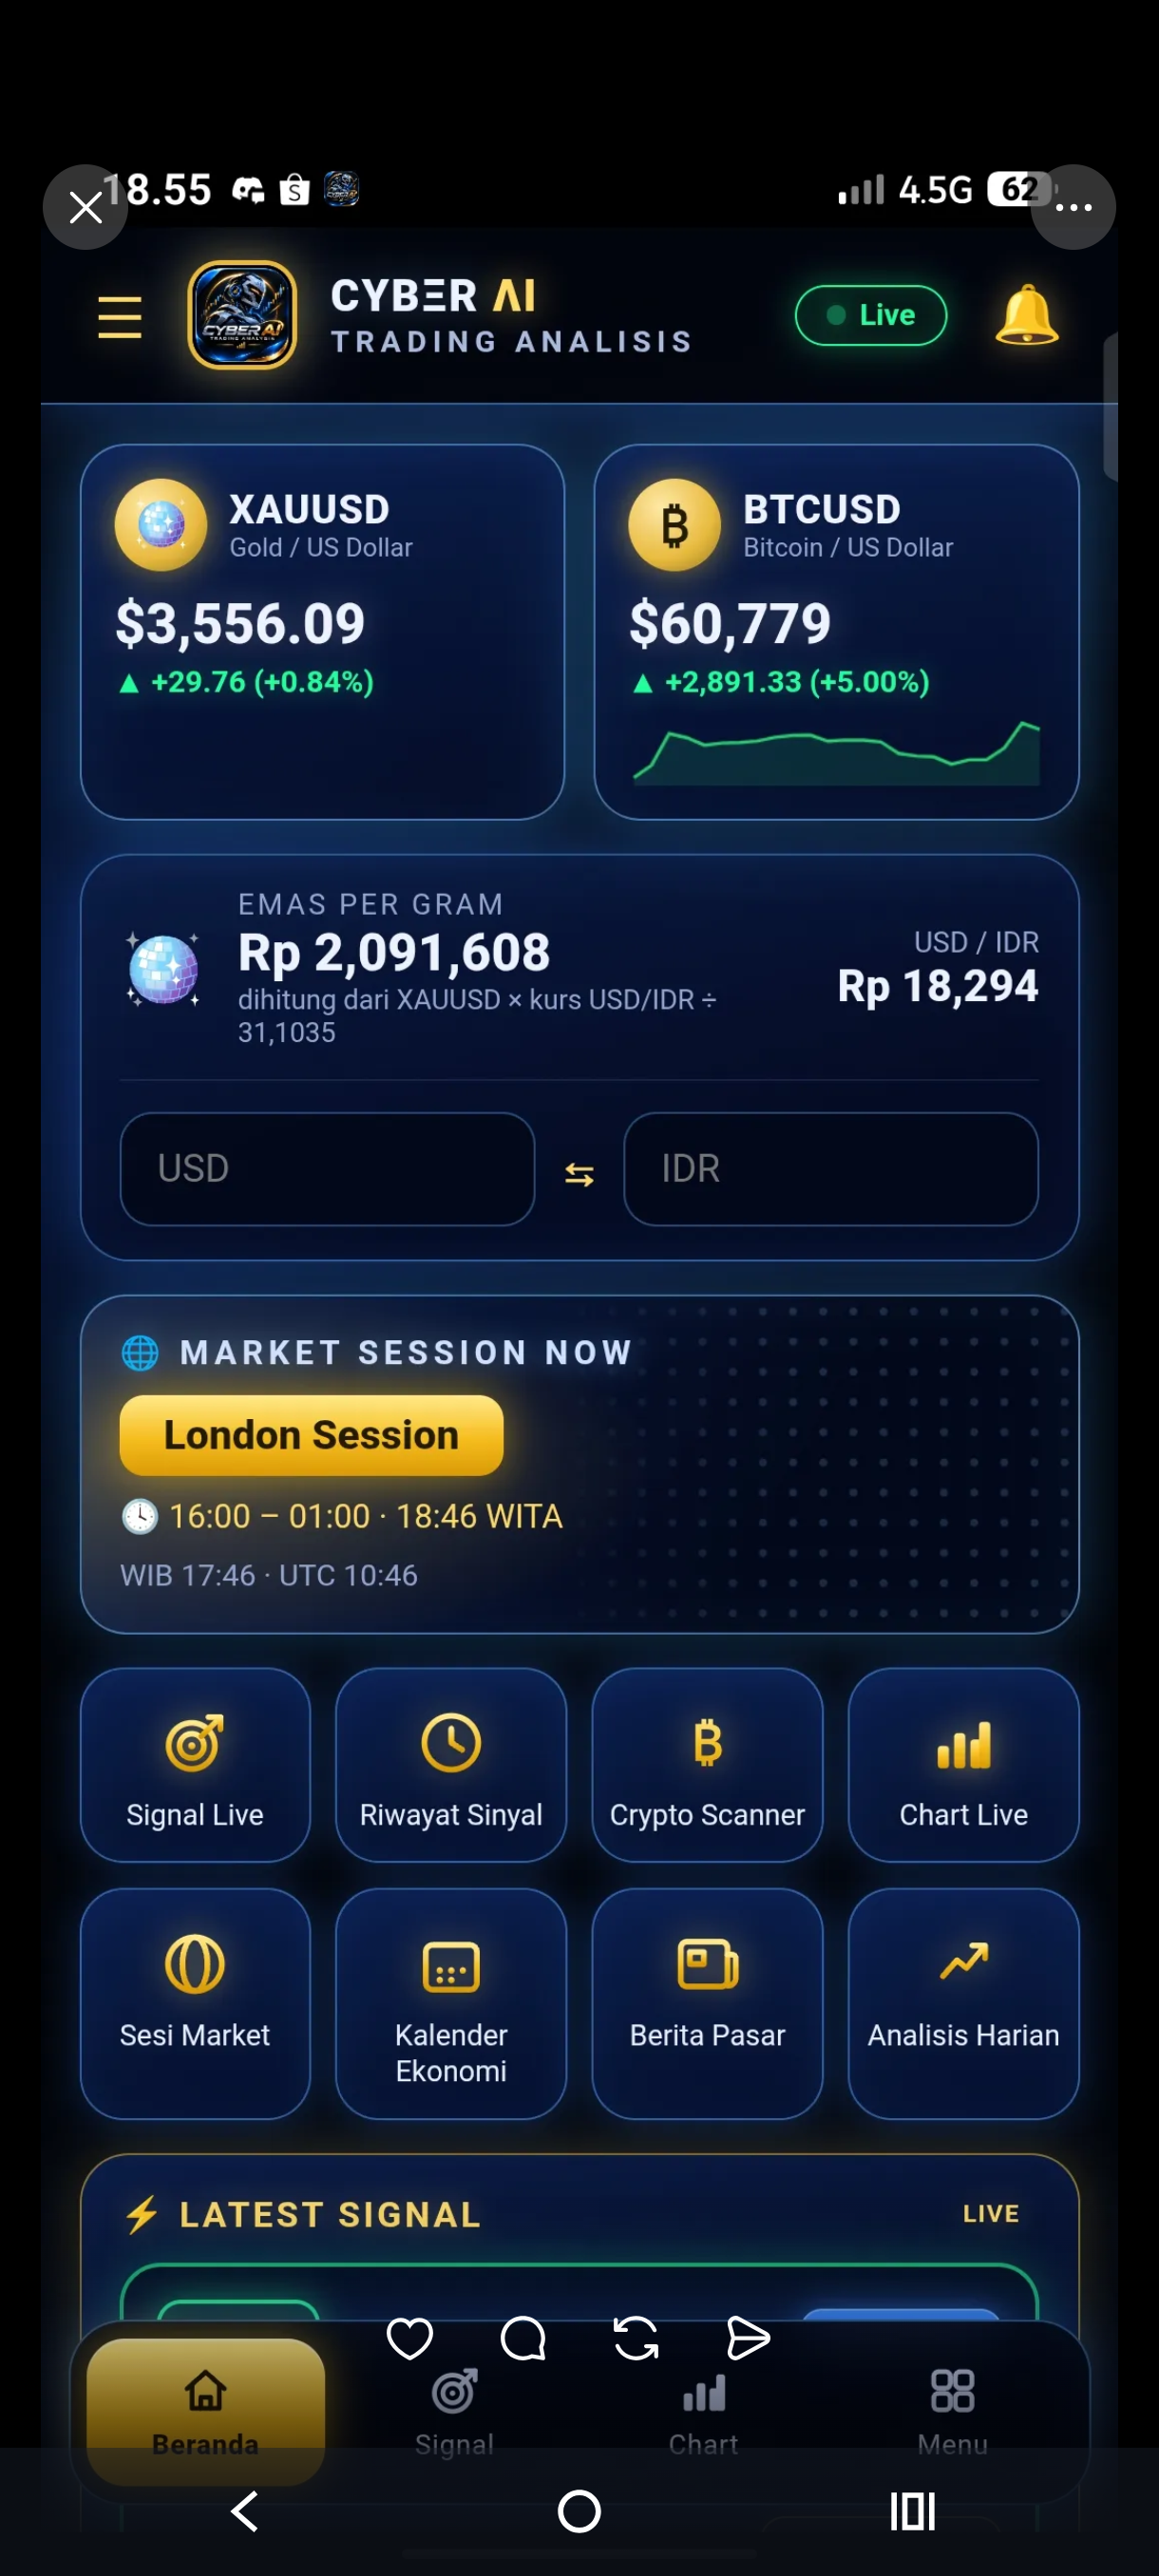 18.55
4.5G 62
CYBER AI
TRADING ANALISIS
Live
XAUUSD
Gold / US Dollar
$3,556.09
▲ +29.76 (+0.84%)
BTCUSD
Bitcoin / US Dollar
$60,779
▲ +2,891.33 (+5.00%)
EMAS PER GRAM
Rp 2,091,608
dihitung dari XAUUSD × kurs USD/IDR ÷
31,1035
USD / IDR
Rp 18,294
USD
IDR
MARKET SESSION NOW
London Session
16:00 – 01:00 · 18:46 WITA
WIB 17:46 · UTC 10:46
Signal Live
Riwayat Sinyal
Crypto Scanner
Chart Live
Sesi Market
Kalender
Ekonomi
Berita Pasar
Analisis Harian
LATEST SIGNAL
LIVE
Beranda
Signal
Chart
Menu